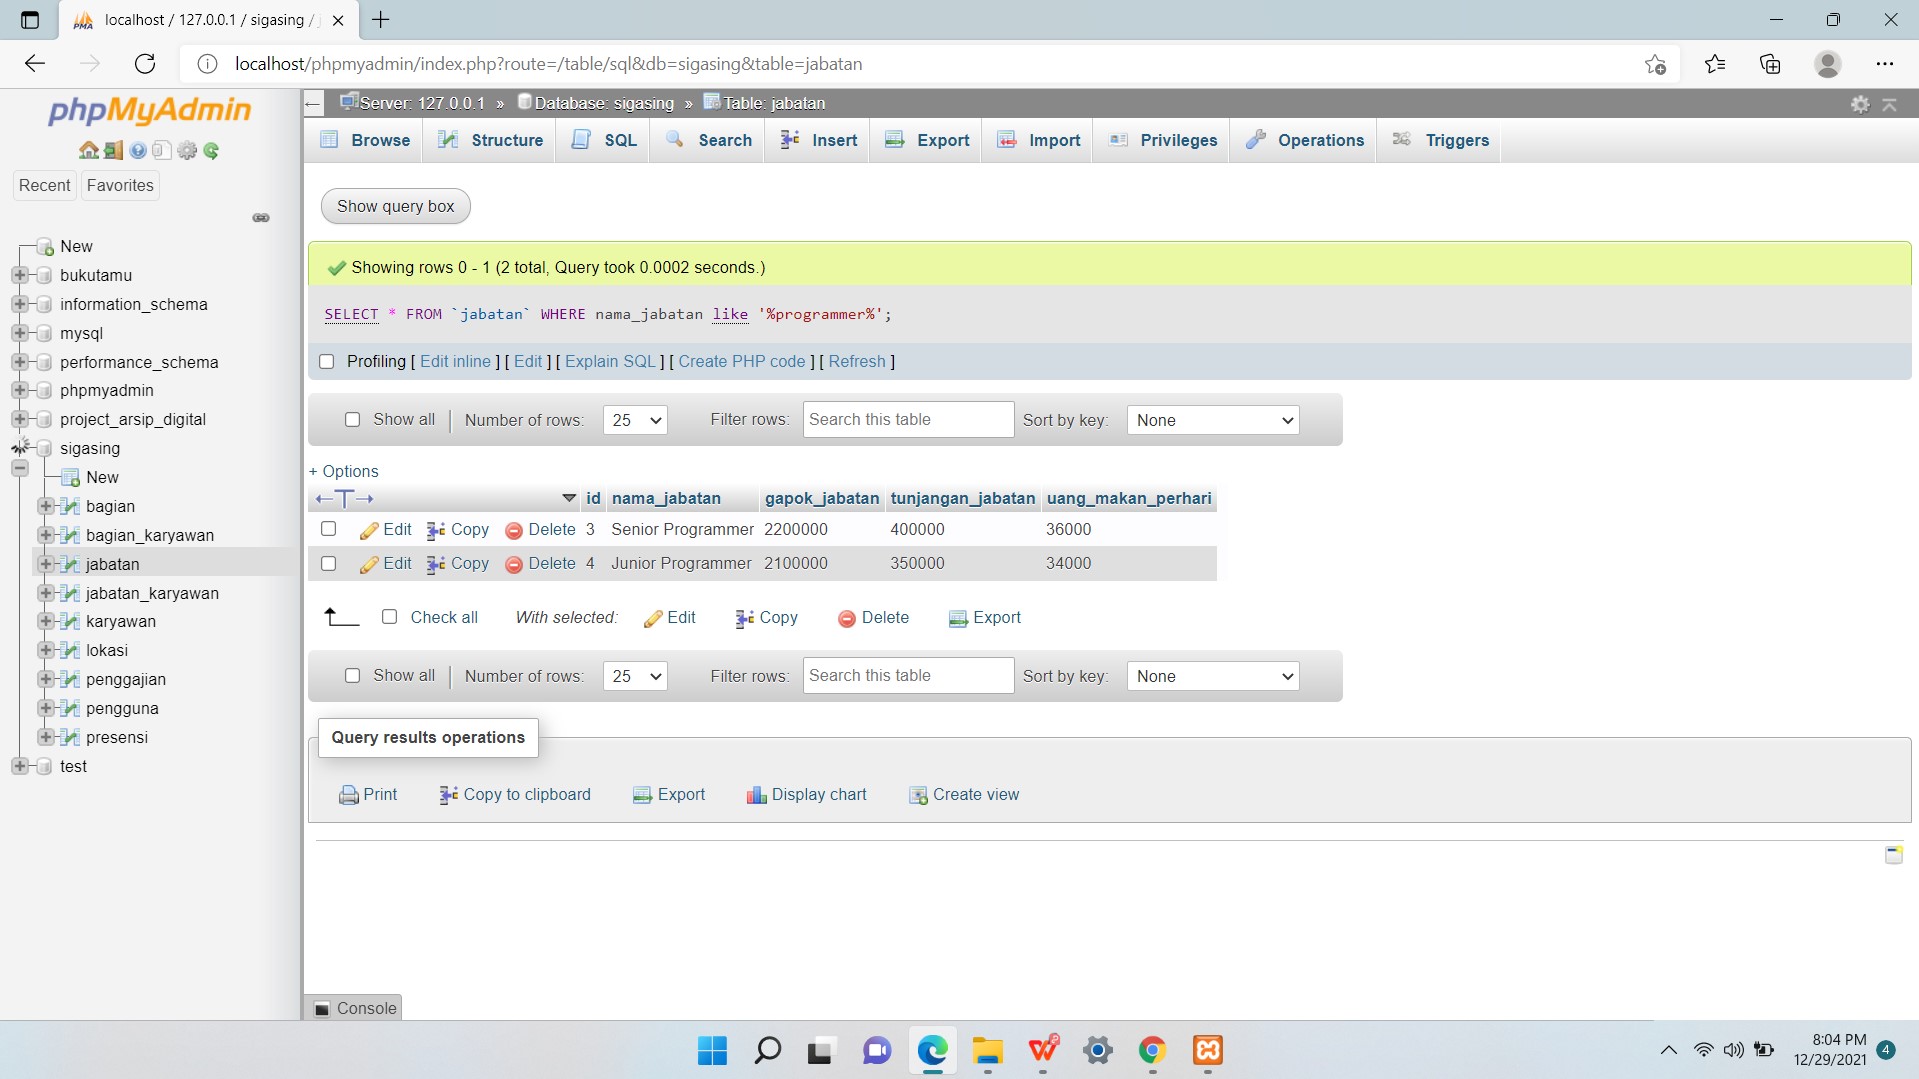 localhost / 127.0.0.1 / sigasing /
localhost/phpmyadmin/index.php?route=/table/sql&db=sigasing&table=jabatan
phpMyAdmin
Recent Favorites
New
bukutamu
information_schema
mysql
performance_schema
phpmyadmin
project_arsip_digital
sigasing
New
bagian
bagian_karyawan
jabatan
jabatan_karyawan
karyawan
lokasi
penggajian
pengguna
presensi
test
Server: 127.0.0.1 » Database: sigasing » Table: jabatan
Browse Structure SQL Search Insert Export Import Privileges Operations Triggers
Show query box
Showing rows 0 - 1 (2 total, Query took 0.0002 seconds.)
SELECT * FROM `jabatan` WHERE nama_jabatan like '%programmer%';
Profiling [ Edit inline ] [ Edit ] [ Explain SQL ] [ Create PHP code ] [ Refresh ]
Show all Number of rows: 25 Filter rows: Search this table Sort by key: None
+ Options
id nama_jabatan gapok_jabatan tunjangan_jabatan uang_makan_perhari
Edit Copy Delete 3 Senior Programmer 2200000 400000 36000
Edit Copy Delete 4 Junior Programmer 2100000 350000 34000
Check all With selected: Edit Copy Delete Export
Show all Number of rows: 25 Filter rows: Search this table Sort by key: None
Query results operations
Print Copy to clipboard Export Display chart Create view
Console
8:04 PM
12/29/2021
4